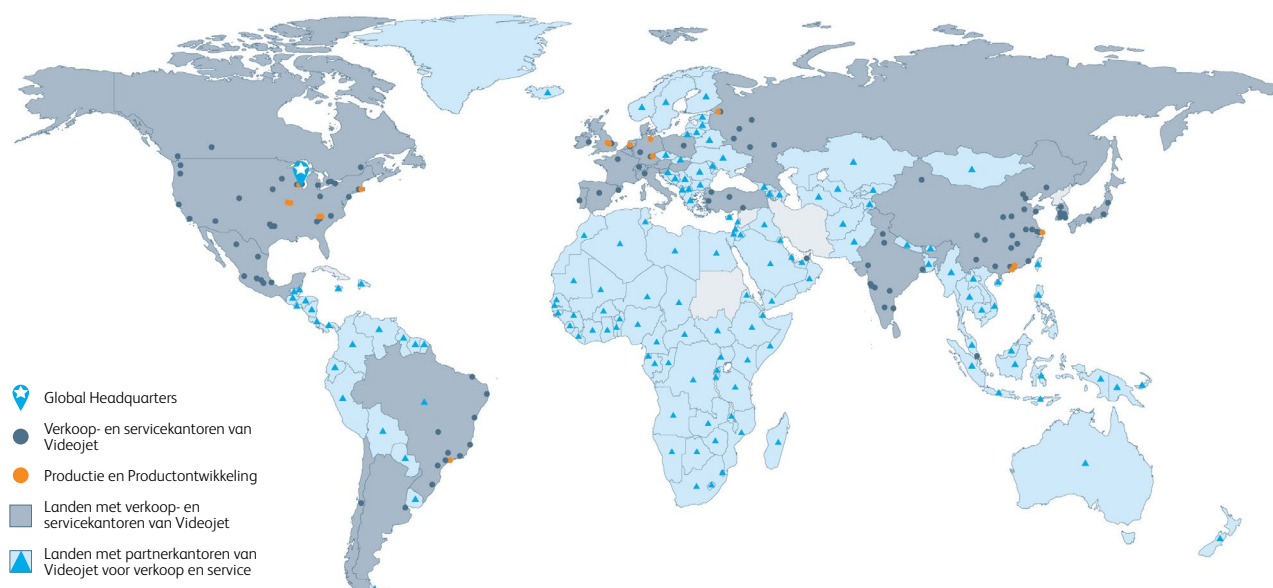 Global Headquarters
Verkoop- en servicekantoren van
Videojet
Productie en Productontwikkeling
Landen met verkoop- en
servicekantoren van Videojet
Landen met partnerkantoren van
Videojet voor verkoop en service